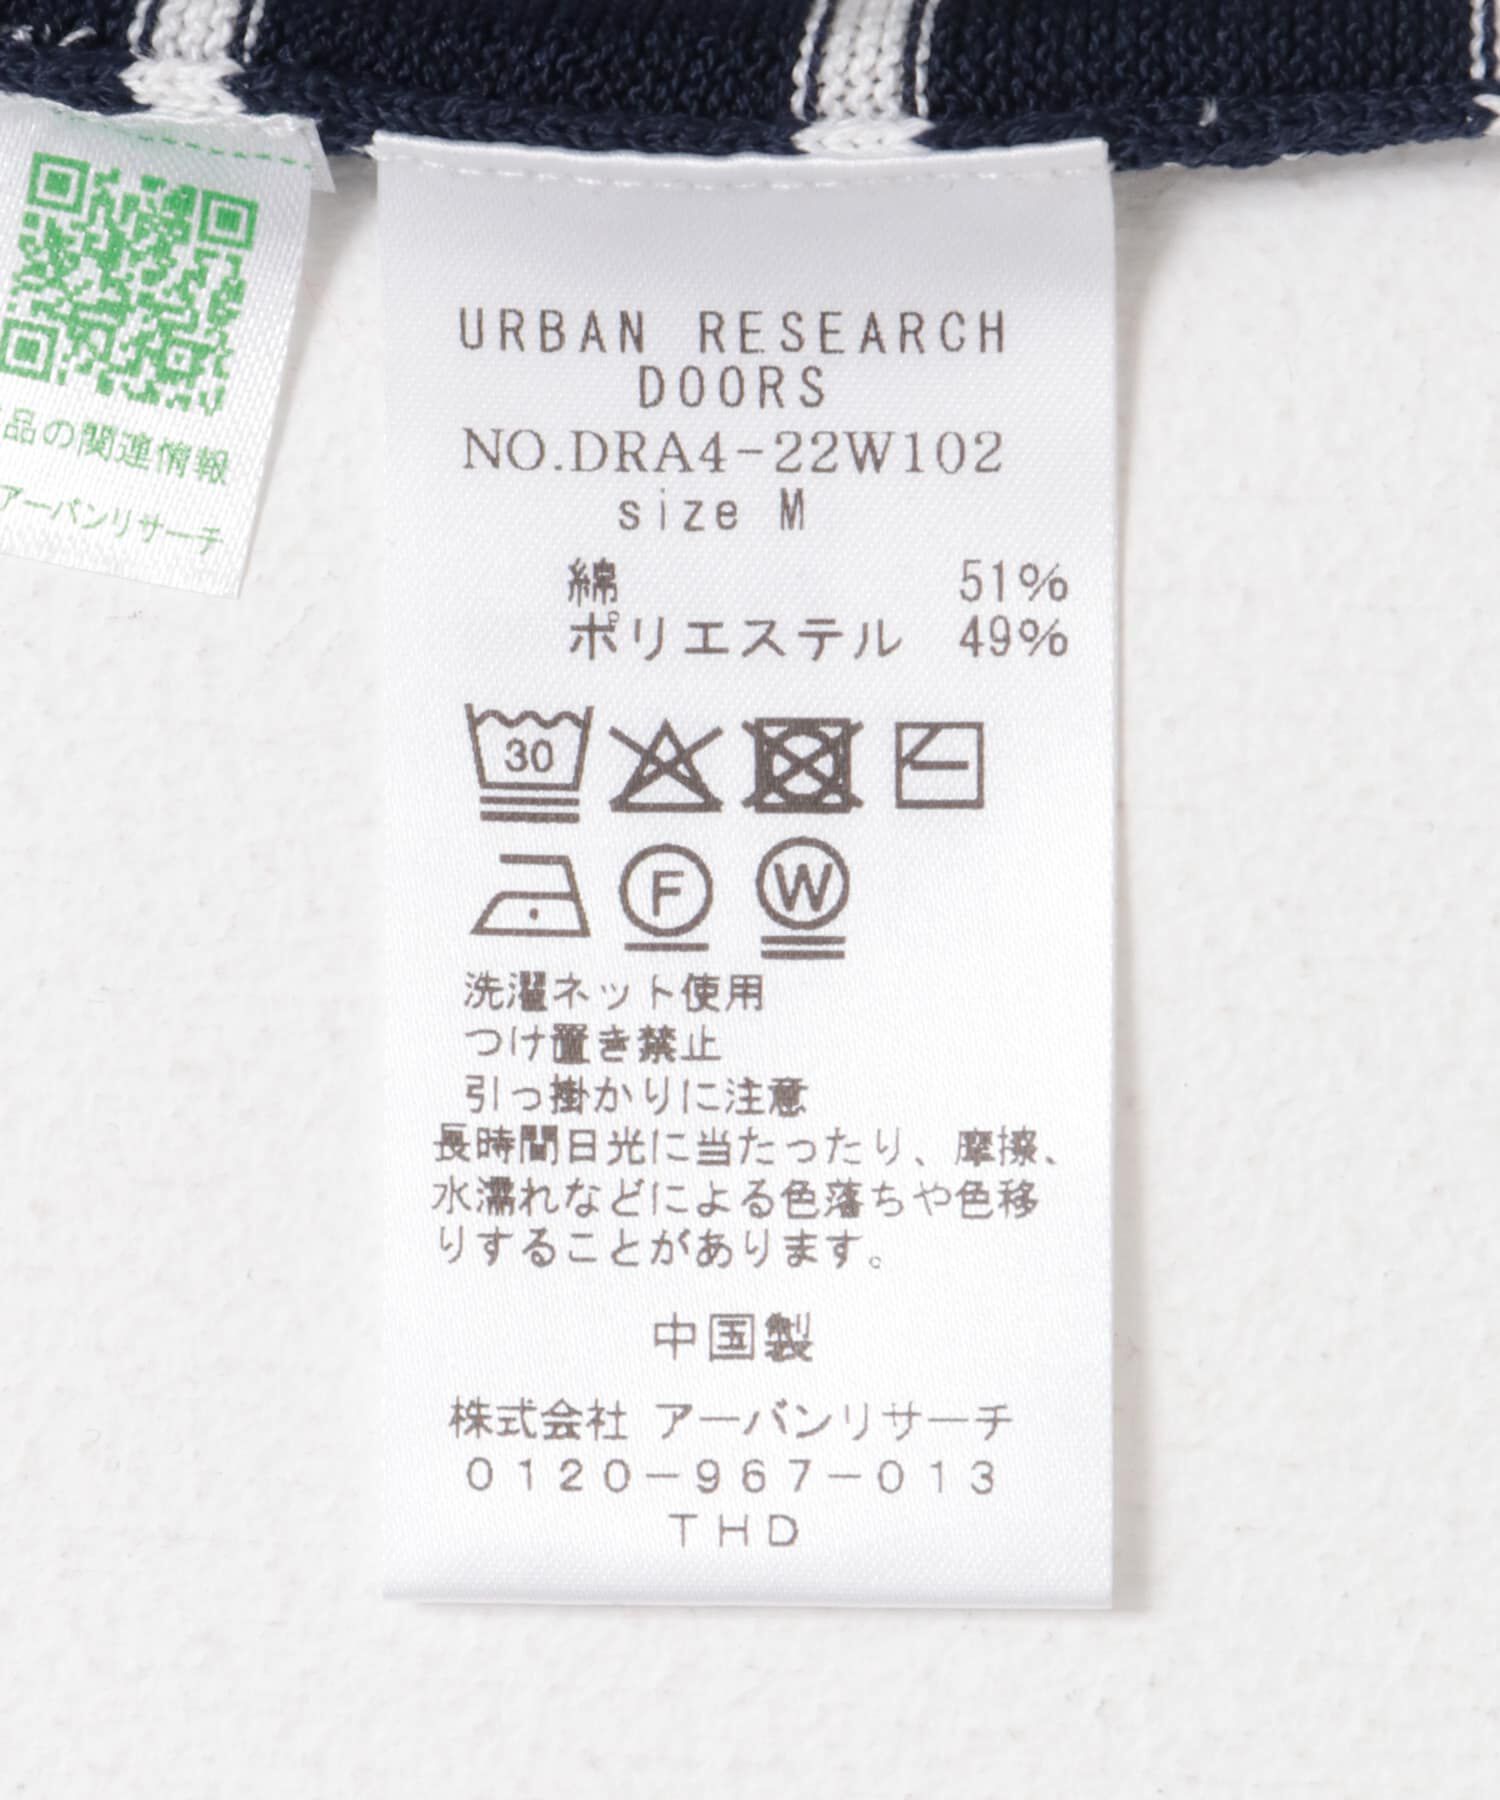 品の関連情報
アーバンリサーチ
URBAN RESEARCH
DOORS
NO.DRA4-22W102
size M
綿 51%
ポリエステル 49%
30
F
W
洗濯ネット使用
つけ置き禁止
引っ掛かりに注意
長時間日光に当たったり、摩擦、
水濡れなどによる色落ちや色移
りすることがあります。
中国製
株式会社 アーバンリサーチ
0120-967-013
THD